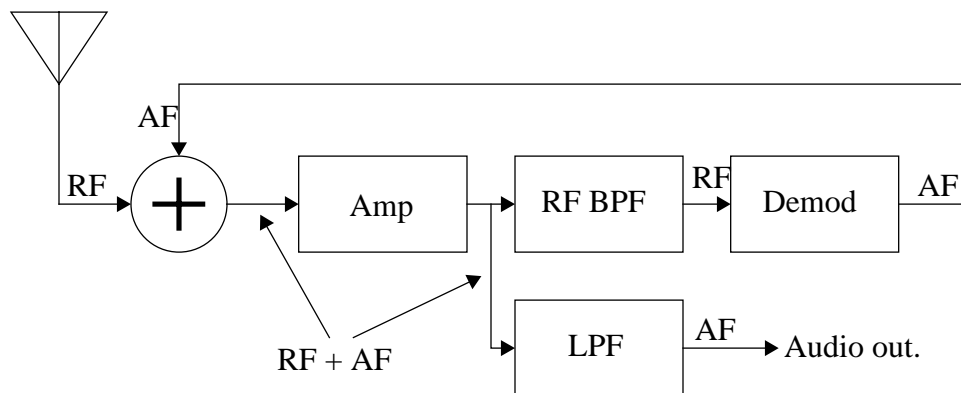 AF
RF
Amp
RF BPF
RF
Demod
AF
RF + AF
LPF
AF
Audio out.